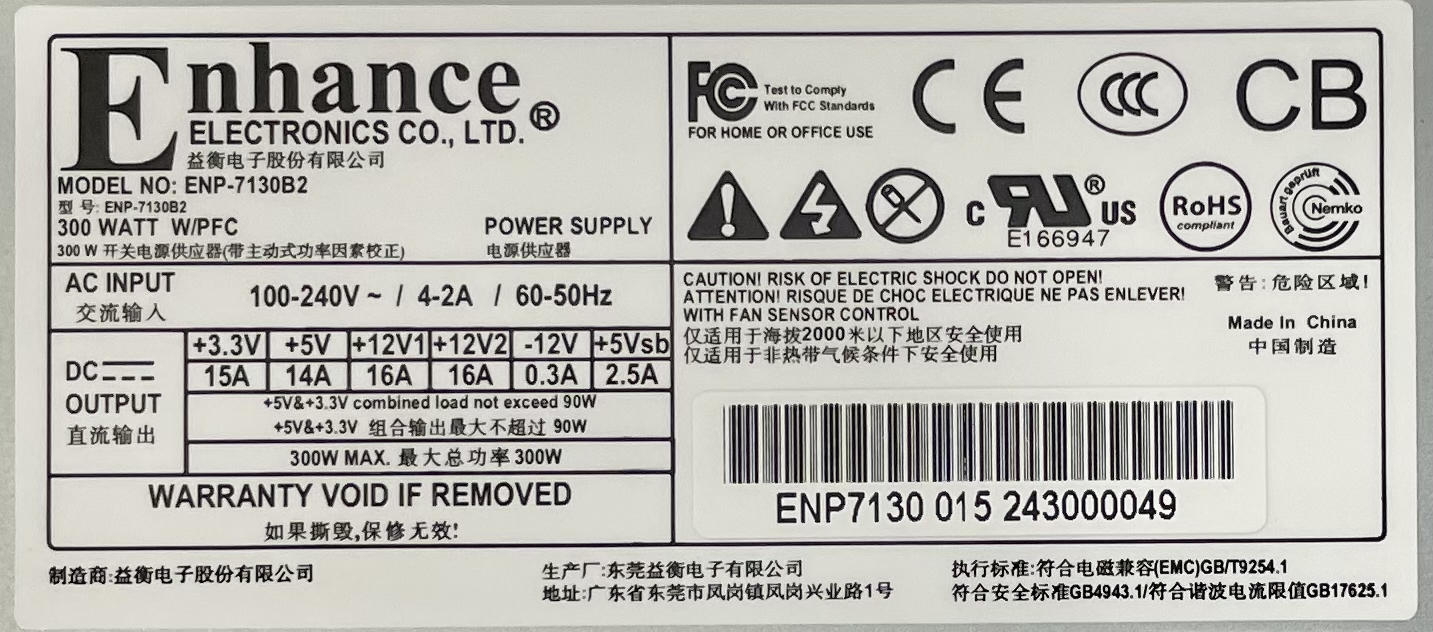 Enhance
ELECTRONICS CO., LTD. ®
益衡电子股份有限公司
MODEL NO: ENP-7130B2
型 号: ENP-7130B2
300 WATT W/PFC POWER SUPPLY
300 W 开关电源供应器(带主动式功率因素校正) 电源供应器
AC INPUT
交流输入
100-240V ~ / 4-2A / 60-50Hz
DC
OUTPUT
直流输出
+3.3V +5V +12V1 +12V2 -12V +5Vsb
15A 14A 16A 16A 0.3A 2.5A
+5V&+3.3V combined load not exceed 90W
+5V&+3.3V 组合输出最大不超过 90W
300W MAX. 最大总功率 300W
WARRANTY VOID IF REMOVED
如果撕毁,保修无效!
FC Test to Comply
With FCC Standards
FOR HOME OR OFFICE USE
CE
CCC
CB
c RU ® US
E166947
RoHS
compliant
Bauart geprüft
Nemko
CAUTION! RISK OF ELECTRIC SHOCK DO NOT OPEN!
ATTENTION! RISQUE DE CHOC ELECTRIQUE NE PAS ENLEVER!
WITH FAN SENSOR CONTROL
仅适用于海拔2000米以下地区安全使用
仅适用于非热带气候条件下安全使用
警告: 危险区域!
Made In China
中国制造
ENP7130 015 243000049
制造商:益衡电子股份有限公司
生产厂:东莞益衡电子有限公司
地址:广东省东莞市凤岗镇凤岗兴业路1号
执行标准:符合电磁兼容(EMC)GB/T9254.1
符合安全标准GB4943.1/符合谐波电流限值GB17625.1